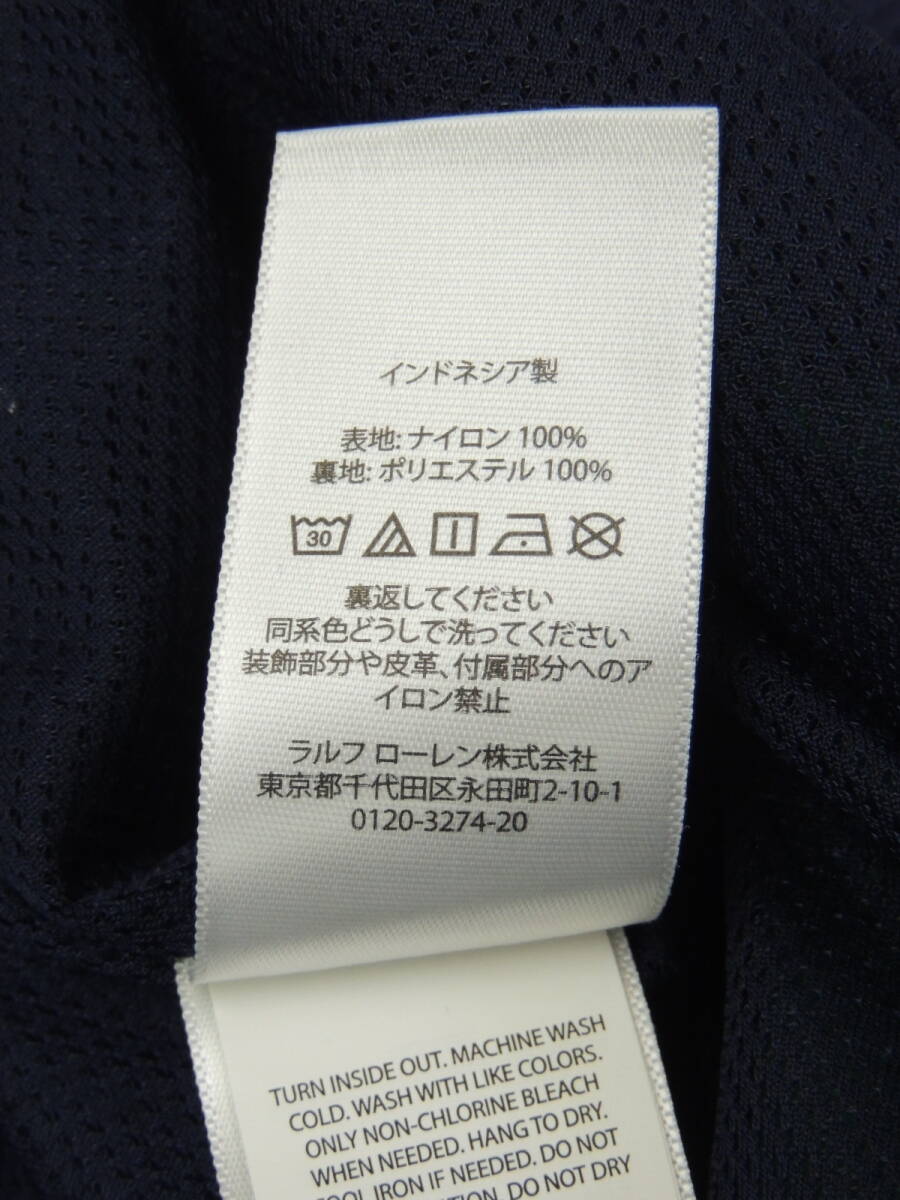 インドネシア製
表地: ナイロン 100%
裏地: ポリエステル 100%
30
裏返してください
同系色どうしで洗ってください
装飾部分や皮革、付属部分へのア
イロン禁止
ラルフ ローレン株式会社
東京都千代田区永田町2-10-1
0120-3274-20
TURN INSIDE OUT. MACHINE WASH
COLD. WASH WITH LIKE COLORS.
ONLY NON-CHLORINE BLEACH
WHEN NEEDED. HANG TO DRY.
COOL IRON IF NEEDED. DO NOT
DO NOT DRY